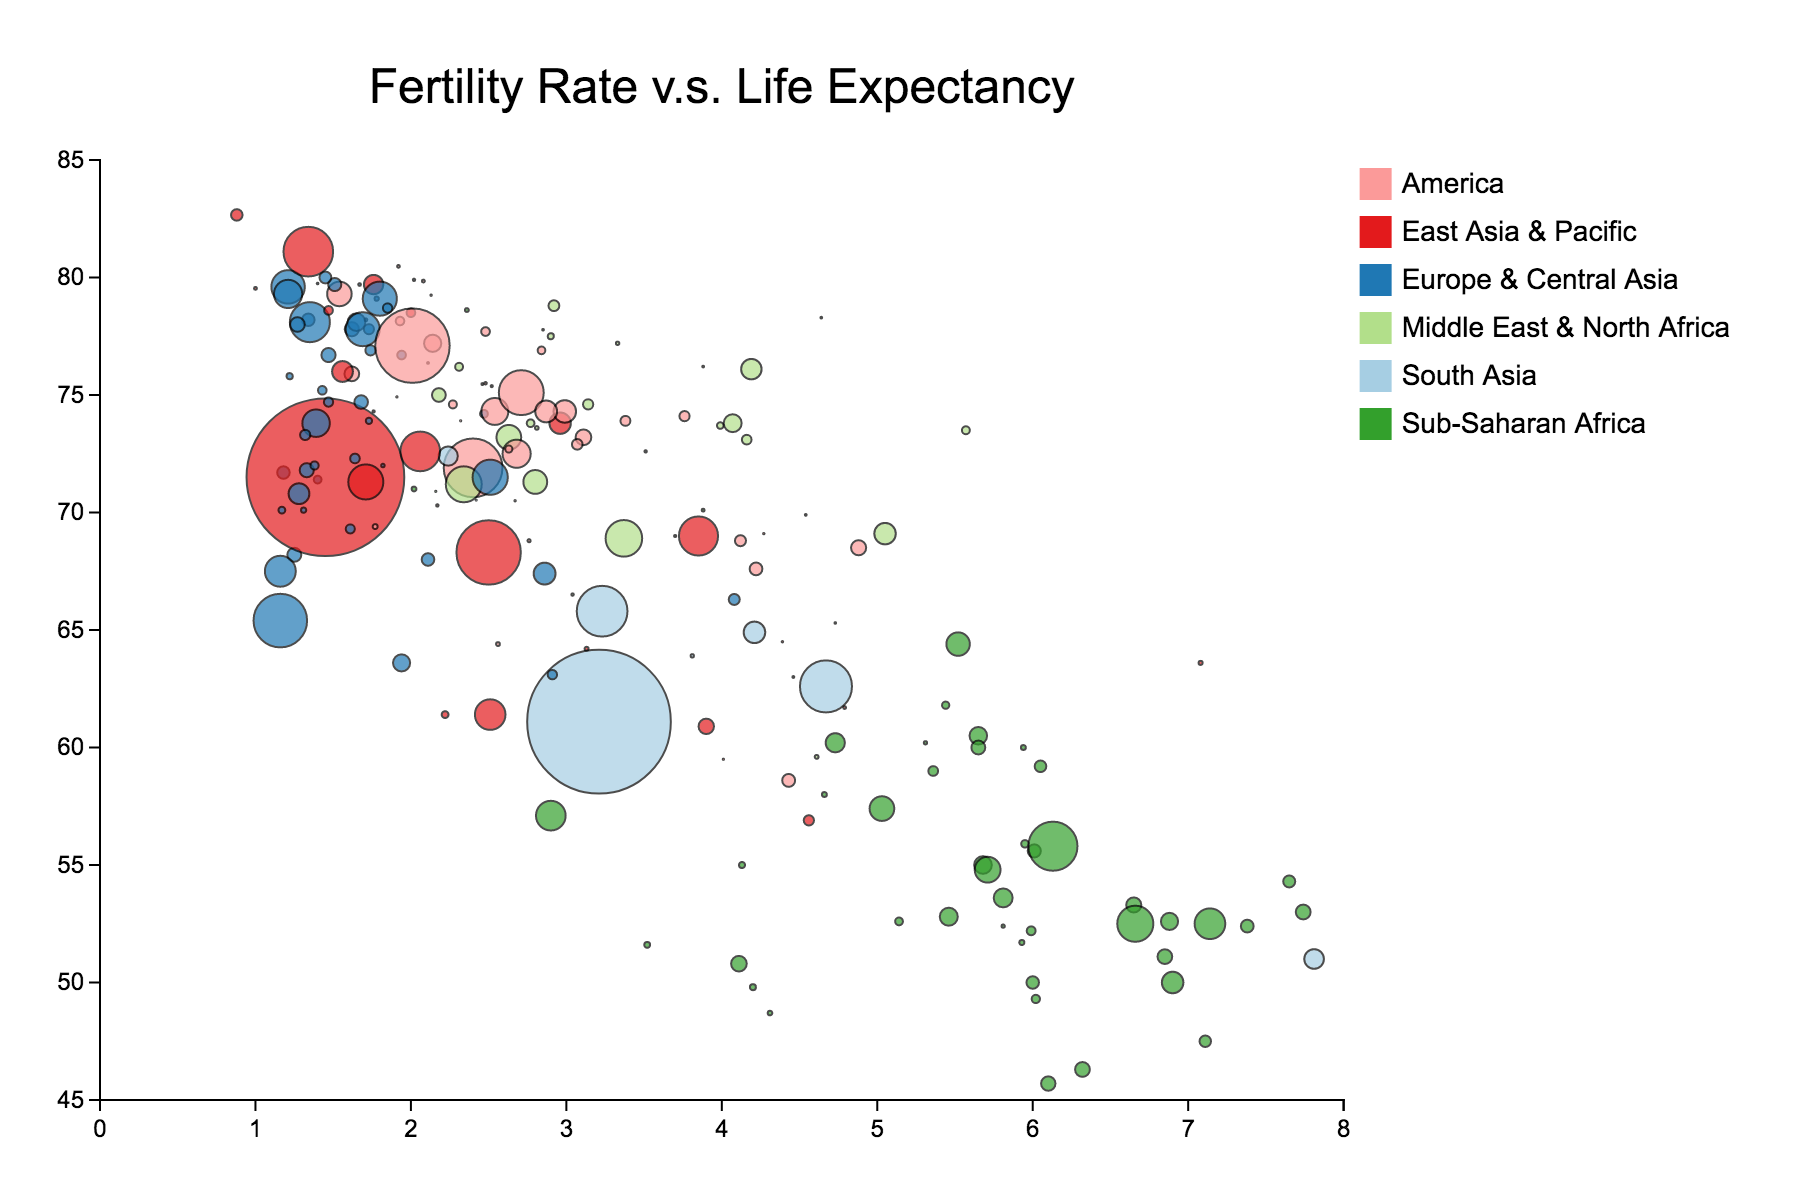 Fertility Rate v.s. Life Expectancy
85
80
75
70
65
60
55
50
45
0 1 2 3 4 5 6 7 8
America
East Asia & Pacific
Europe & Central Asia
Middle East & North Africa
South Asia
Sub-Saharan Africa